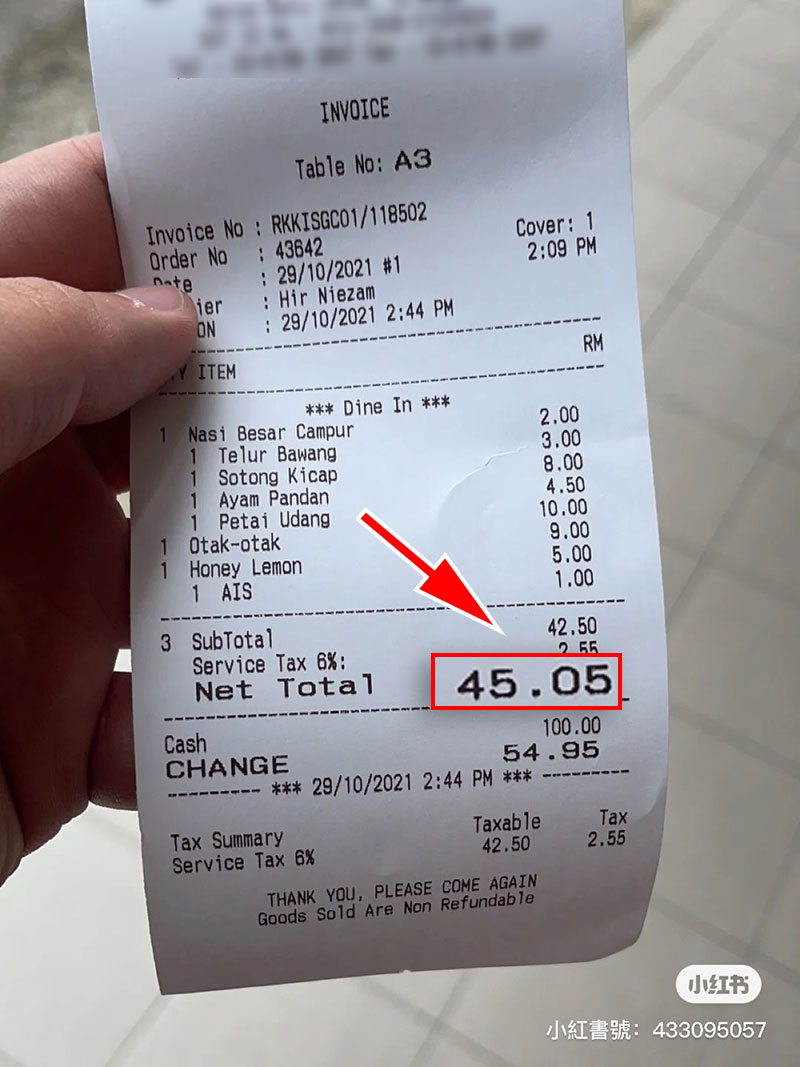 INVOICE
Table No: A3
Invoice No : RKKISGC01/118502
Order No : 43642 Cover: 1
Date : 29/10/2021 #1 2:09 PM
ier : Hir Niezam
ON : 29/10/2021 2:44 PM
Y ITEM RM
*** Dine In ***
1 Nasi Besar Campur 2.00
1 Telur Bawang 3.00
1 Sotong Kicap 8.00
1 Ayam Pandan 4.50
1 Petai Udang 10.00
1 Otak-otak 9.00
1 Honey Lemon 5.00
1 AIS 1.00
3 SubTotal 42.50
Service Tax 6%: 2.55
Net Total 45.05
Cash 100.00
CHANGE 54.95
--------- *** 29/10/2021 2:44 PM *** ---------
Tax Summary Taxable Tax
Service Tax 6% 42.50 2.55
THANK YOU, PLEASE COME AGAIN
Goods Sold Are Non Refundable
小红书
小紅書號：433095057